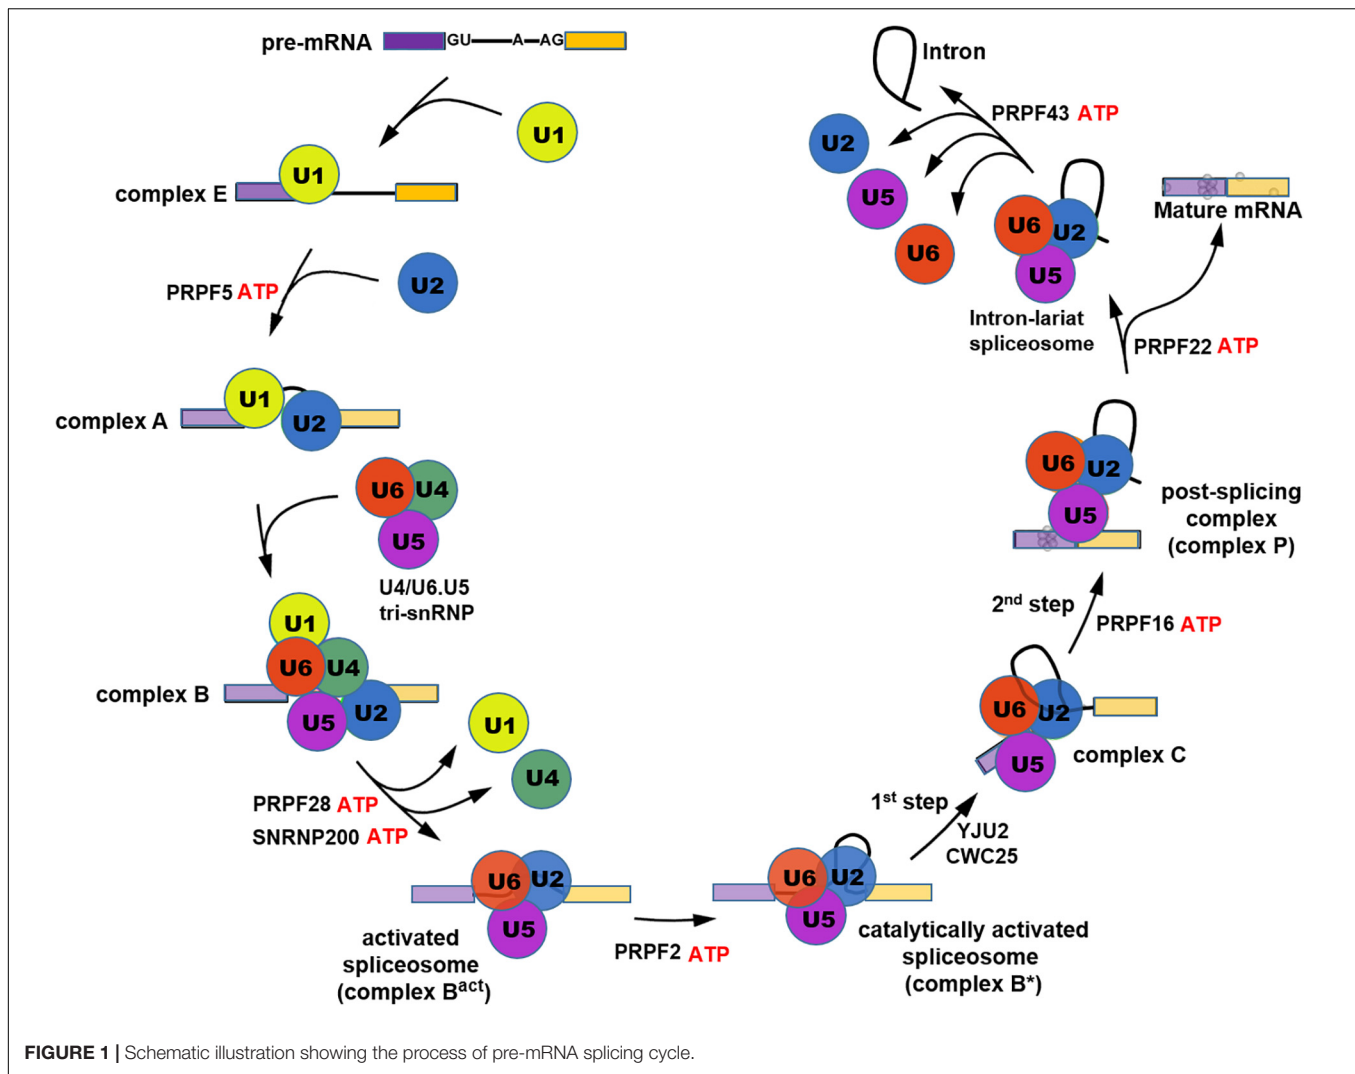 pre-mRNA
GU
A
AG
U1
complex E
U1
PRPF5 ATP
U2
complex A
U1
U2
U6
U4
U5
U4/U6.U5
tri-snRNP
complex B
U1
U6
U4
U5
U2
U1
U4
PRPF28 ATP
SNRNP200 ATP
U6
U2
U5
activated
spliceosome
(complex Bact)
PRPF2 ATP
U6
U2
U5
catalytically activated
spliceosome
(complex B*)
1st step
YJU2
CWC25
U6
U2
U5
complex C
2nd step
PRPF16 ATP
U6
U2
U5
post-splicing
complex
(complex P)
PRPF22 ATP
Mature mRNA
U6
U2
U5
Intron-lariat
spliceosome
PRPF43 ATP
Intron
U2
U5
U6
FIGURE 1 | Schematic illustration showing the process of pre-mRNA splicing cycle.